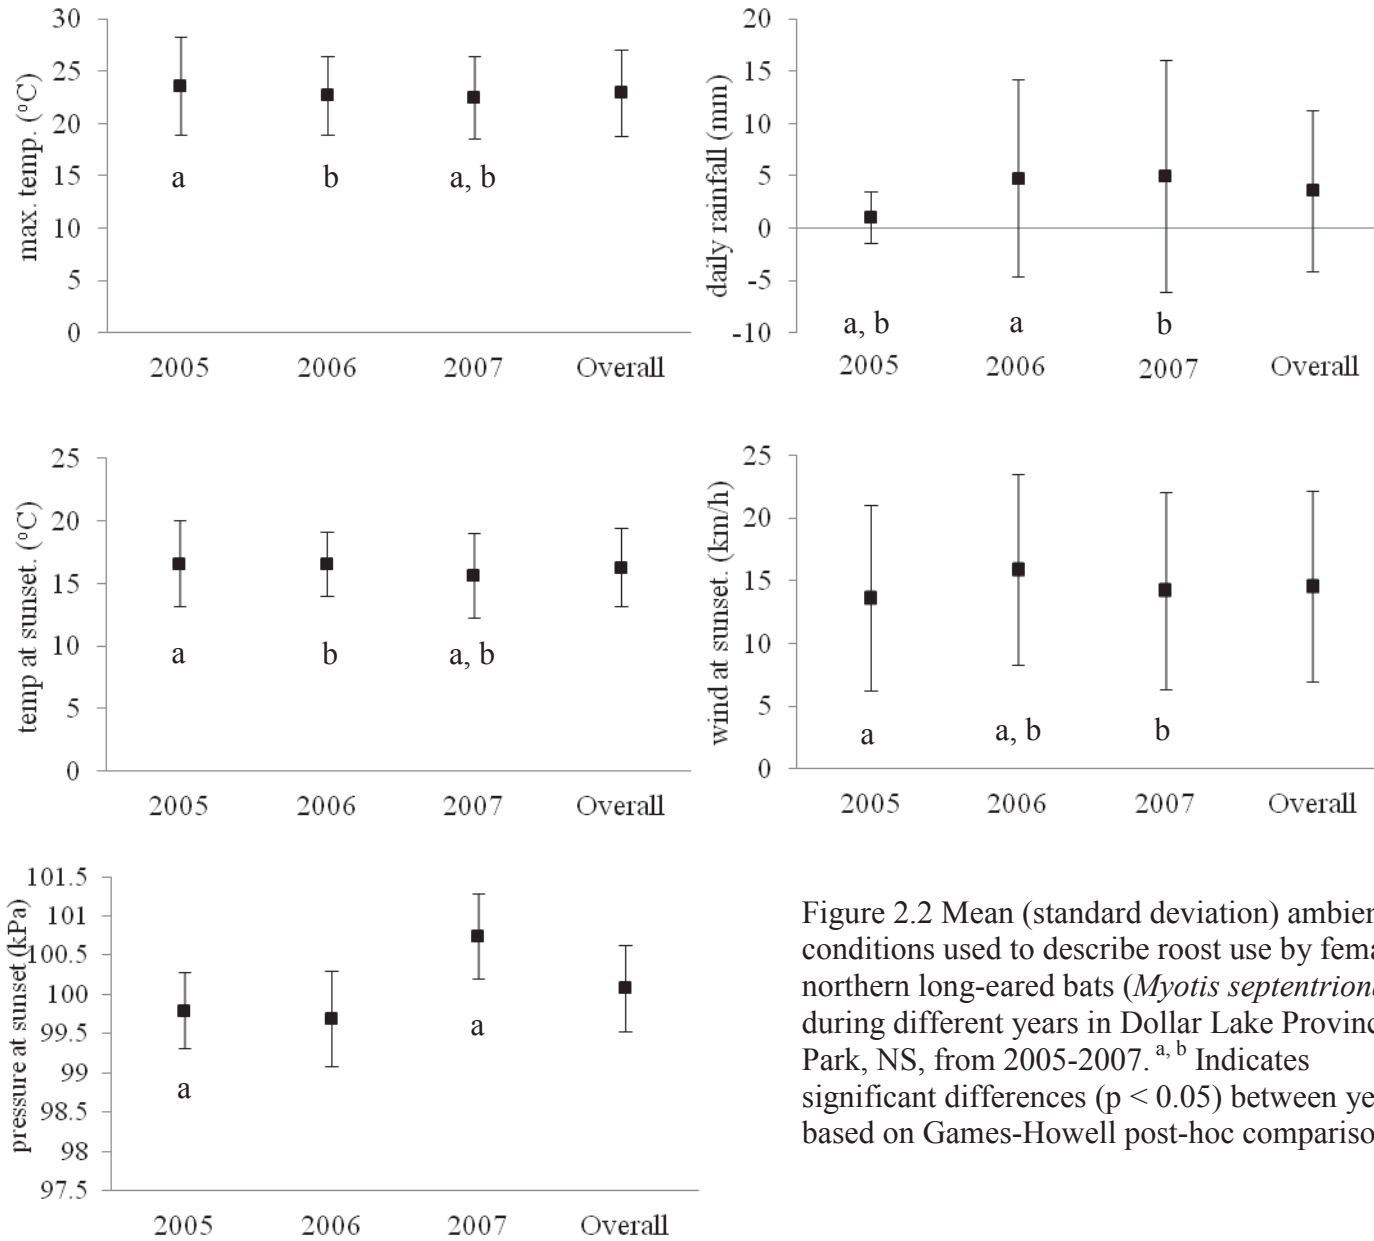 30
25
20
15
10
5
0
max. temp. (°C)
a
b
a, b
2005
2006
2007
Overall
20
15
10
5
0
-5
-10
daily rainfall (mm)
a, b
a
b
2005
2006
2007
Overall
25
20
15
10
5
0
temp at sunset. (°C)
a
b
a, b
2005
2006
2007
Overall
25
20
15
10
5
0
wind at sunset. (km/h)
a
a, b
b
2005
2006
2007
Overall
101.5
101
100.5
100
99.5
99
98.5
98
97.5
pressure at sunset (kPa)
a
a
2005
2006
2007
Overall
Figure 2.2 Mean (standard deviation)
conditions used to describe roost use by
northern long-eared bats (Myotis
during different years in Dollar Lake
Park, NS, from 2005-2007. a, b Indicates
significant differences (p < 0.05) between
based on Games-Howell post-hoc